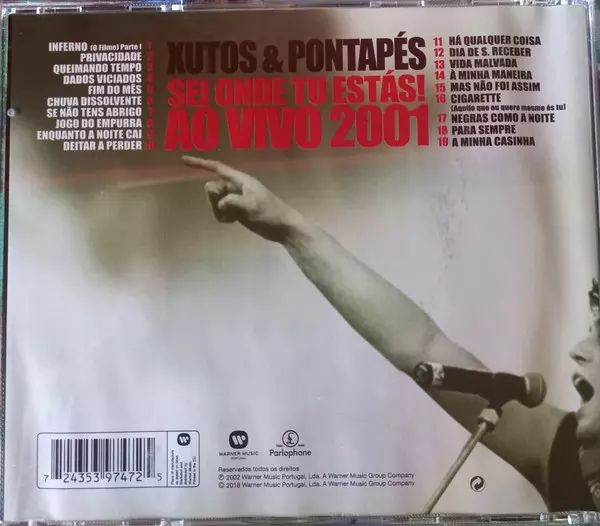 INFERNO (O Filme) Parte I
PRIVACIDADE
QUEIMANDO TEMPO
DADOS VICIADOS
FIM DO MÊS
CHUVA DISSOLVENTE
SE NÃO TENS ABRIGO
JOGO DO EMPURRA
ENQUANTO A NOITE CAI
DEITAR A PERDER
XUTOS & PONTAPÉS
SEI ONDE TU ESTÁS!
AO VIVO 2001
11 HÁ QUALQUER COISA
12 DIA DE S. RECEBER
13 VIDA MALVADA
14 À MINHA MANEIRA
15 MAS NÃO FOI ASSIM
16 CIGARETTE
(Aquilo que eu quero mesmo és tu)
17 NEGRAS COMO A NOITE
18 PARA SEMPRE
19 A MINHA CASINHA
7 24353 97472 5
WARNER MUSIC
PORTUGAL
Parlophone
Reservados todos os direitos
℗ 2002 Warner Music Portugal, Lda. A Warner Music Group Company
© 2018 Warner Music Portugal, Lda. A Warner Music Group Company